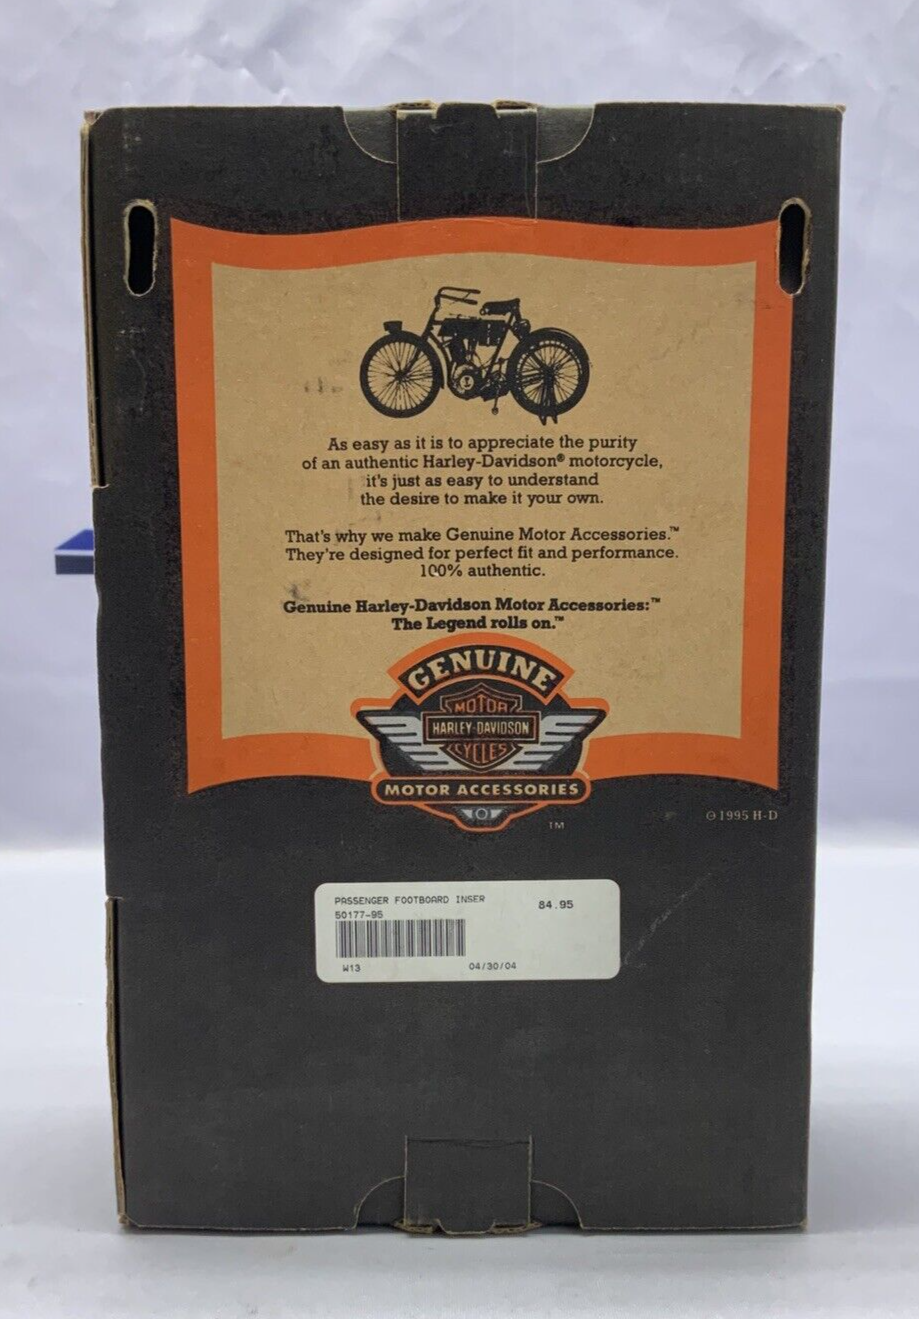 As easy as it is to appreciate the purity
of an authentic Harley-Davidson® motorcycle,
it's just as easy to understand
the desire to make it your own.
That's why we make Genuine Motor Accessories.™
They're designed for perfect fit and performance.
100% authentic.
Genuine Harley-Davidson Motor Accessories:™
The Legend rolls on.™
GENUINE
MOTOR
HARLEY-DAVIDSON
CYCLES
MOTOR ACCESSORIES
TM
© 1995 H-D
PASSENGER FOOTBOARD INSER 84.95
50177-95
W13 04/30/04